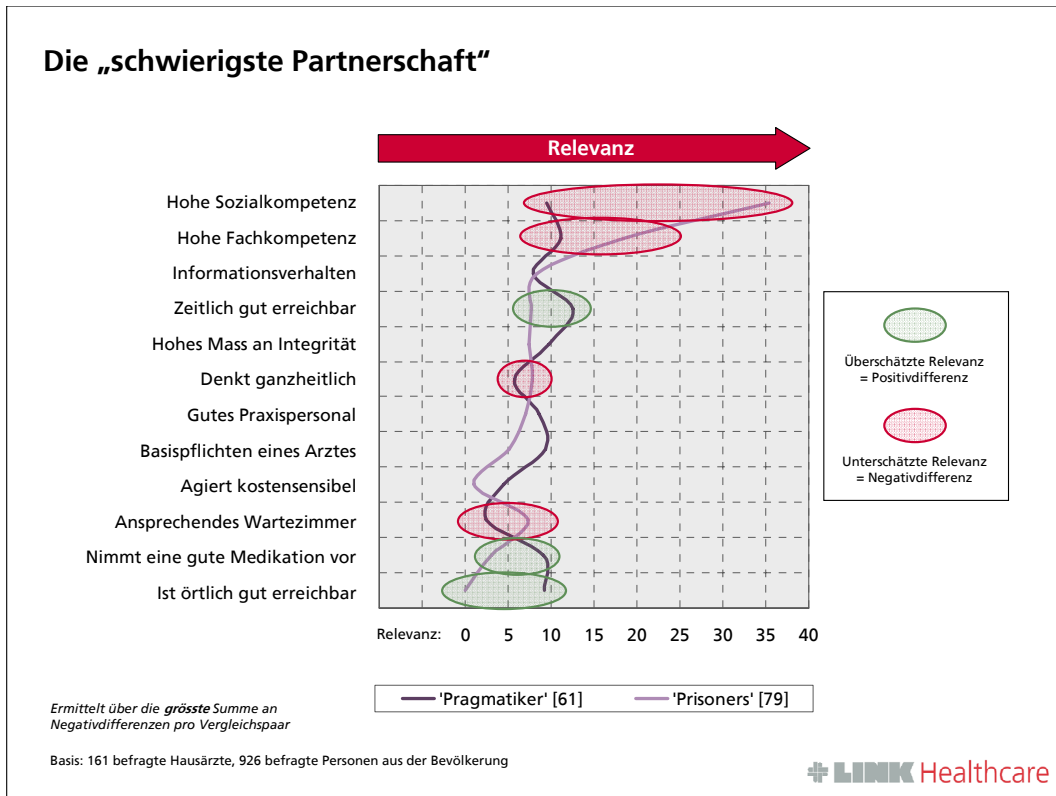 Die „schwierigste Partnerschaft“
Relevanz
Hohe Sozialkompetenz
Hohe Fachkompetenz
Informationsverhalten
Zeitlich gut erreichbar
Hohes Mass an Integrität
Denkt ganzheitlich
Gutes Praxispersonal
Basispflichten eines Arztes
Agiert kostensensibel
Ansprechendes Wartezimmer
Nimmt eine gute Medikation vor
Ist örtlich gut erreichbar
Relevanz: 0 5 10 15 20 25 30 35 40
Überschätzte Relevanz
= Positivdifferenz
Unterschätzte Relevanz
= Negativdifferenz
'Pragmatiker' [61] 'Prisoners' [79]
Ermittelt über die grösste Summe an
Negativdifferenzen pro Vergleichspaar
Basis: 161 befragte Hausärzte, 926 befragte Personen aus der Bevölkerung
LINK Healthcare